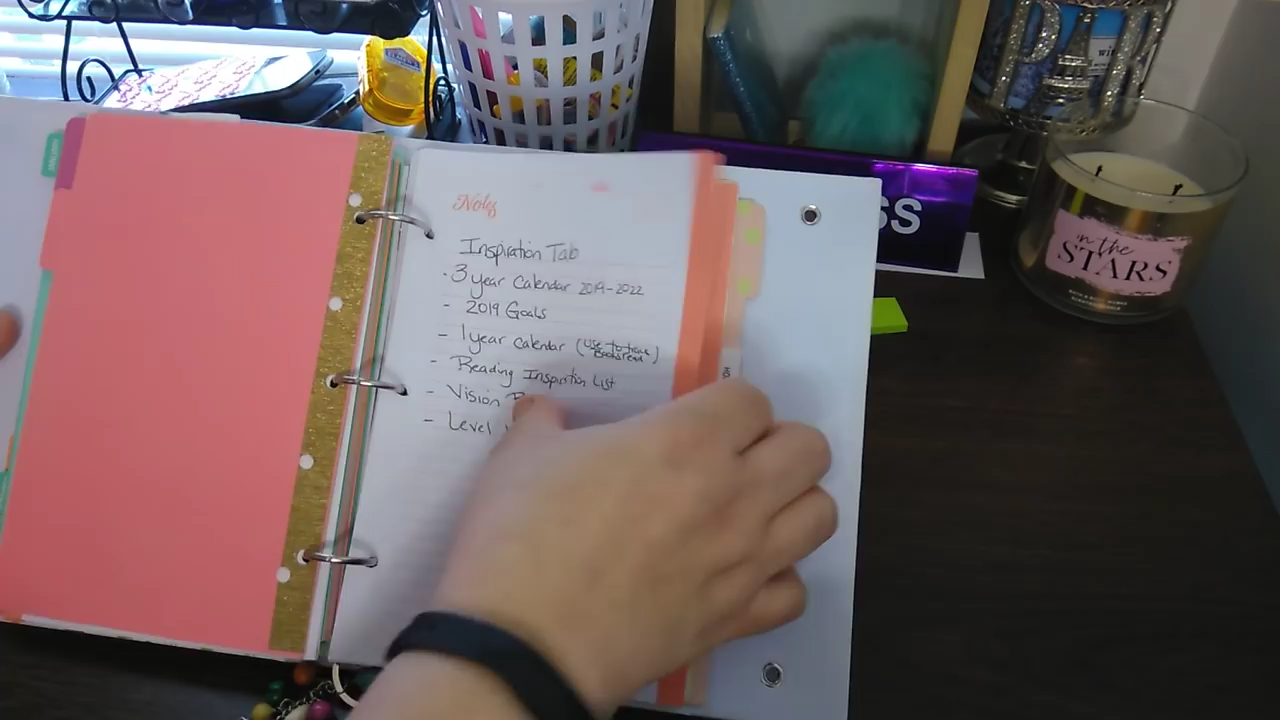 Notes
Inspiration Tab
· 3 year Calendar 2019-2022
- 2019 Goals
- 1 year Calendar (use to track
Books read)
- Reading Inspirtion List
- Vision
- Level
SS
in the
STARS